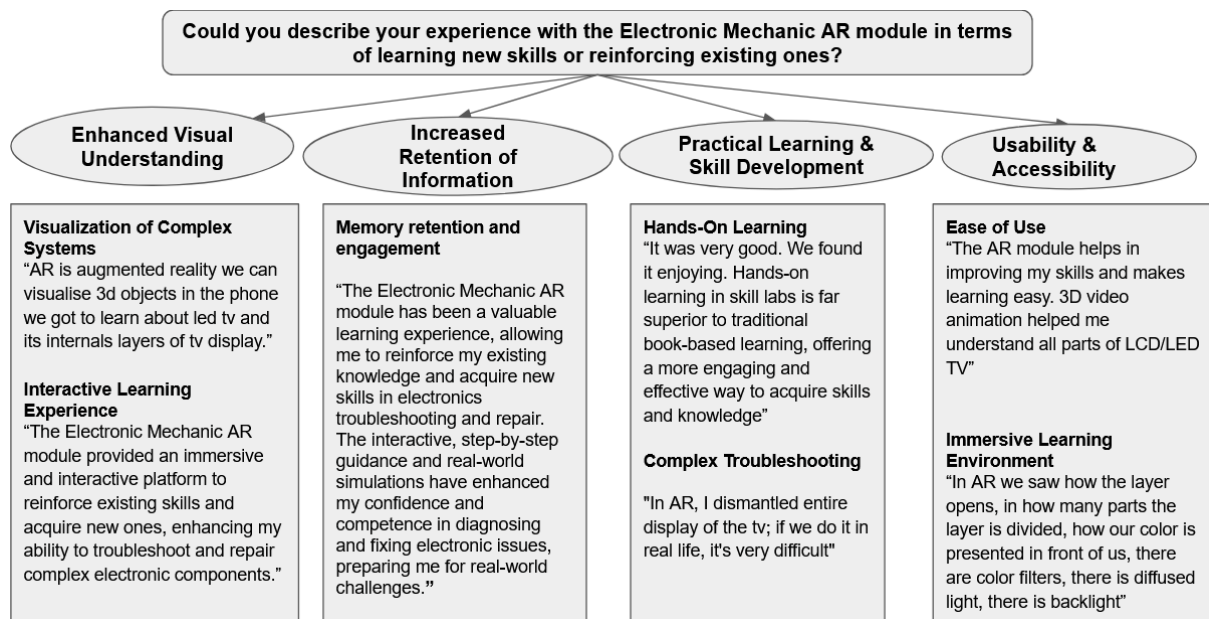 Could you describe your experience with the Electronic Mechanic AR module in terms
of learning new skills or reinforcing existing ones?
Enhanced Visual
Understanding
Increased
Retention of
Information
Practical Learning &
Skill Development
Usability &
Accessibility
Visualization of Complex
Systems
“AR is augmented reality we can
visualise 3d objects in the phone
we got to learn about led tv and
its internals layers of tv display.”
Interactive Learning
Experience
“The Electronic Mechanic AR
module provided an immersive
and interactive platform to
reinforce existing skills and
acquire new ones, enhancing my
ability to troubleshoot and repair
complex electronic components.”
Memory retention and
engagement
“The Electronic Mechanic AR
module has been a valuable
learning experience, allowing
me to reinforce my existing
knowledge and acquire new
skills in electronics
troubleshooting and repair.
The interactive, step-by-step
guidance and real-world
simulations have enhanced
my confidence and
competence in diagnosing
and fixing electronic issues,
preparing me for real-world
challenges.”
Hands-On Learning
“It was very good. We found
it enjoying. Hands-on
learning in skill labs is far
superior to traditional
book-based learning, offering
a more engaging and
effective way to acquire skills
and knowledge”
Complex Troubleshooting
"In AR, I dismantled entire
display of the tv; if we do it in
real life, it's very difficult"
Ease of Use
“The AR module helps in
improving my skills and makes
learning easy. 3D video
animation helped me
understand all parts of LCD/LED
TV”
Immersive Learning
Environment
“In AR we saw how the layer
opens, in how many parts the
layer is divided, how our color is
presented in front of us, there
are color filters, there is diffused
light, there is backlight”